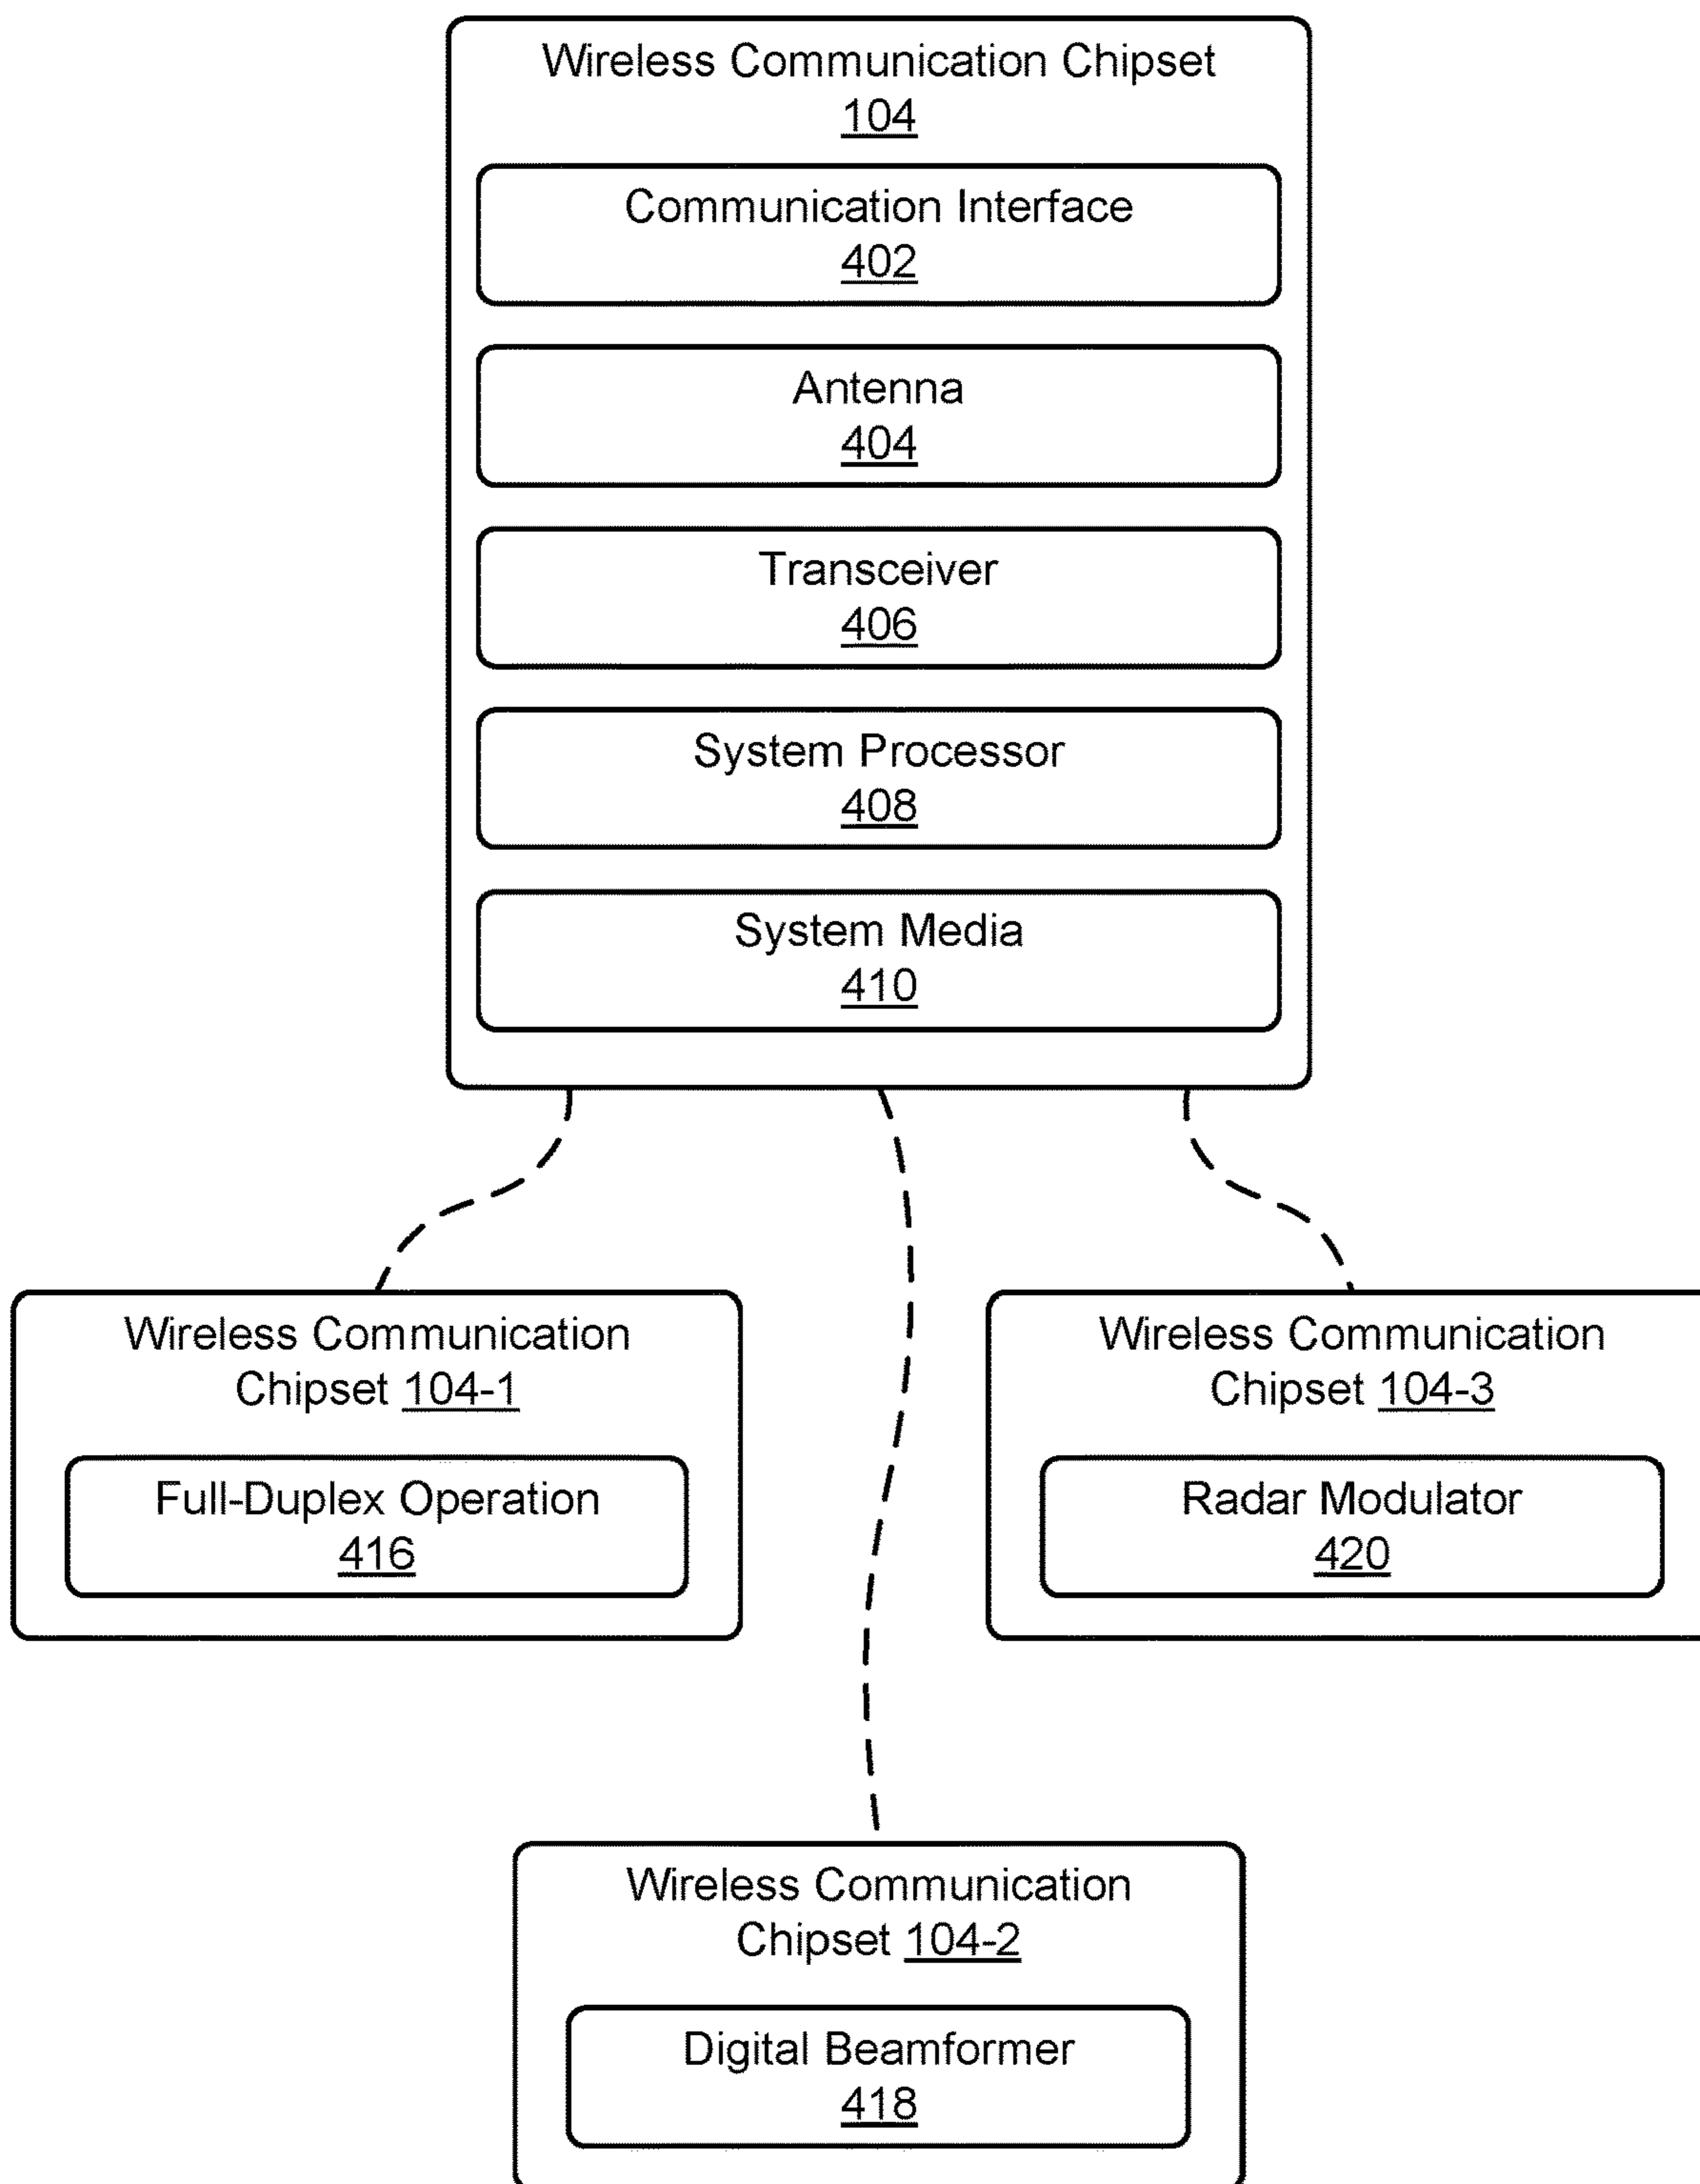 Wireless Communication Chipset
104
Communication Interface
402
Antenna
404
Transceiver
406
System Processor
408
System Media
410
Wireless Communication
Chipset 104-1
Full-Duplex Operation
416
Wireless Communication
Chipset 104-3
Radar Modulator
420
Wireless Communication
Chipset 104-2
Digital Beamformer
418